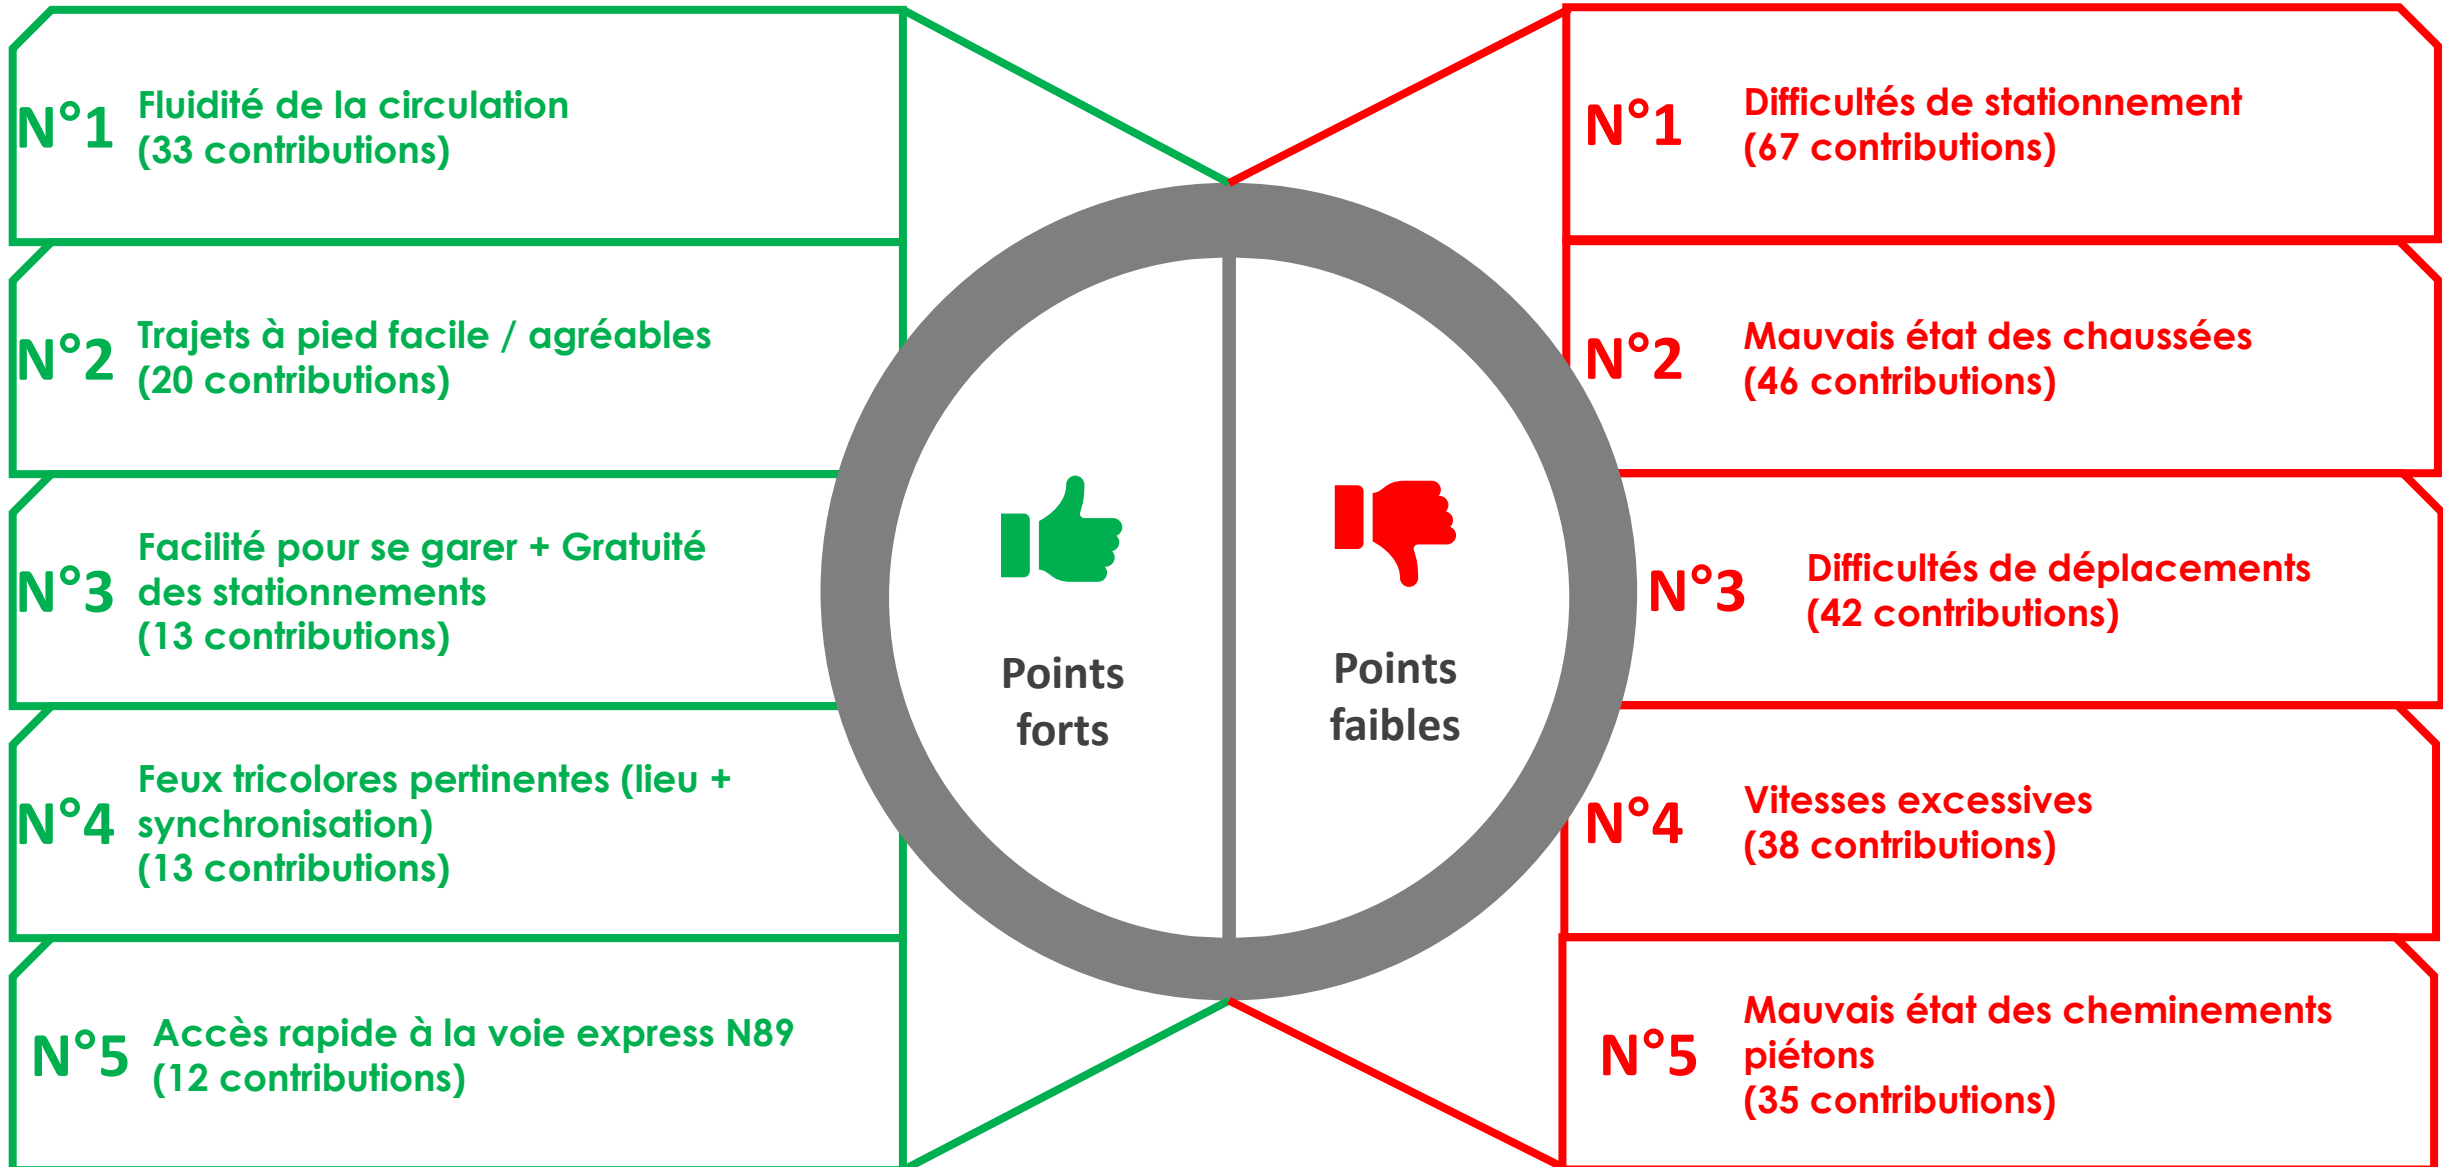 N°1
Fluidité de la circulation
(33 contributions)
N°2
Trajets à pied facile / agréables
(20 contributions)
N°3
Facilité pour se garer + Gratuité
des stationnements
(13 contributions)
N°4
Feux tricolores pertinentes (lieu +
synchronisation)
(13 contributions)
N°5
Accès rapide à la voie express N89
(12 contributions)
Points
forts
Points
faibles
N°1
Difficultés de stationnement
(67 contributions)
N°2
Mauvais état des chaussées
(46 contributions)
N°3
Difficultés de déplacements
(42 contributions)
N°4
Vitesses excessives
(38 contributions)
N°5
Mauvais état des cheminements
piétons
(35 contributions)